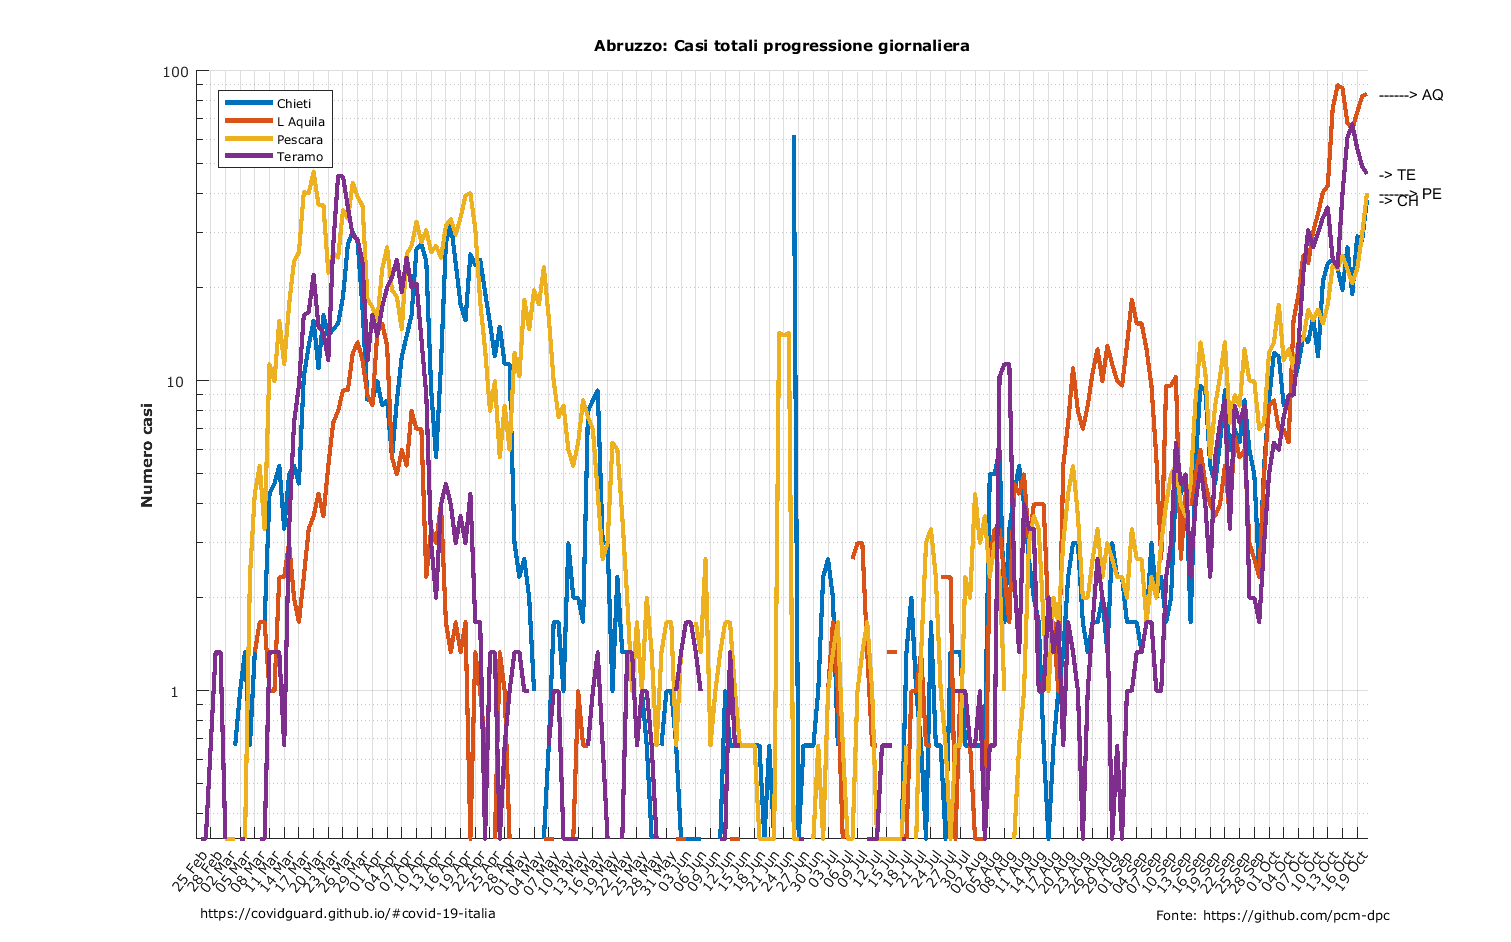 Abruzzo: Casi totali progressione giornaliera
100
10
1
Numero casi
Chieti
L Aquila
Pescara
Teramo
------> AQ
-> TE
------> PE
-> CH
25 Feb
28 Feb
02 Mar
05 Mar
08 Mar
11 Mar
14 Mar
17 Mar
20 Mar
23 Mar
26 Mar
29 Mar
01 Apr
04 Apr
07 Apr
10 Apr
13 Apr
16 Apr
19 Apr
22 Apr
25 Apr
28 Apr
01 May
04 May
07 May
10 May
13 May
16 May
19 May
22 May
25 May
28 May
31 May
03 Jun
06 Jun
09 Jun
12 Jun
15 Jun
18 Jun
21 Jun
24 Jun
27 Jun
30 Jun
03 Jul
06 Jul
09 Jul
12 Jul
15 Jul
18 Jul
21 Jul
24 Jul
27 Jul
30 Jul
02 Aug
05 Aug
08 Aug
11 Aug
14 Aug
17 Aug
20 Aug
23 Aug
26 Aug
29 Aug
01 Sep
04 Sep
07 Sep
10 Sep
13 Sep
16 Sep
19 Sep
22 Sep
25 Sep
28 Sep
01 Oct
04 Oct
07 Oct
10 Oct
13 Oct
16 Oct
19 Oct
https://covidguard.github.io/#covid-19-italia
Fonte: https://github.com/pcm-dpc